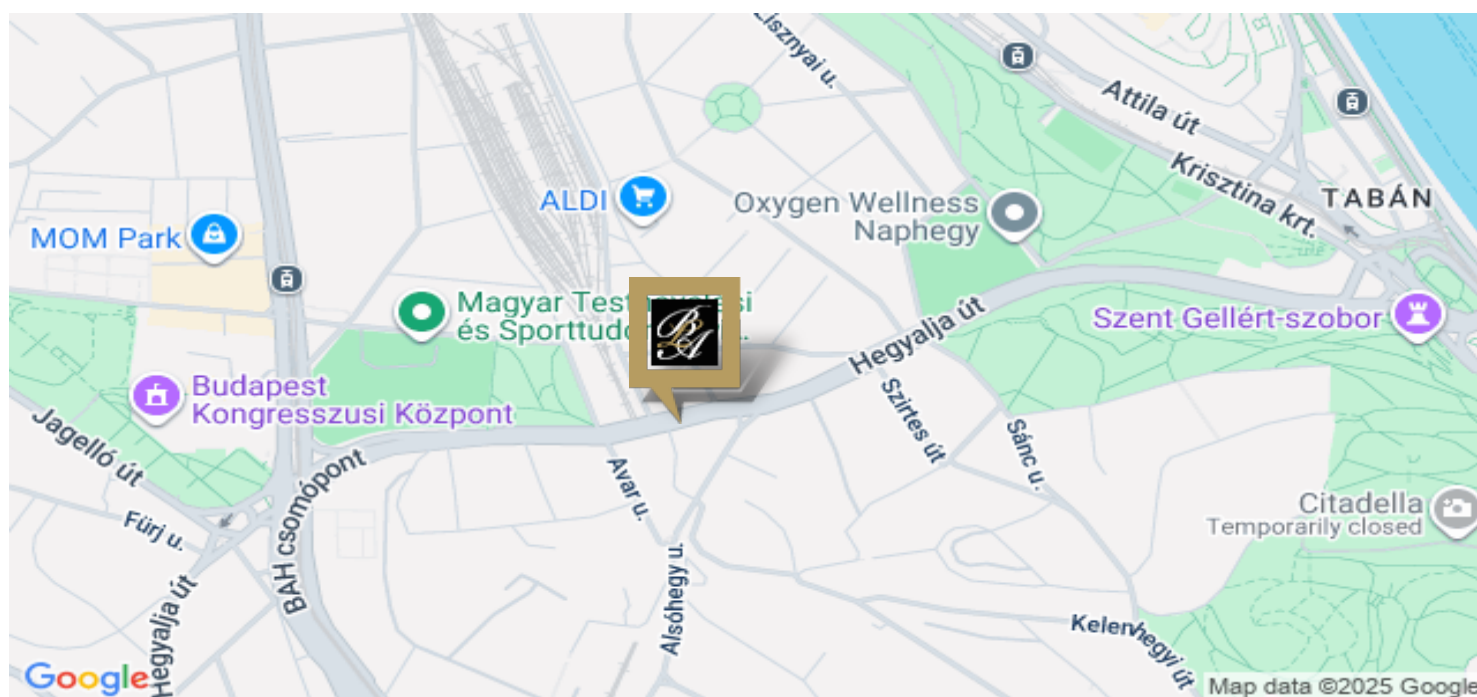 Lisznyai u.
Attila út
Krisztina krt.
TABÁN
ALDI
Oxygen Wellness
Naphegy
MOM Park
Magyar
és
Hegyalja út
Szent Gellért-szobor
Budapest
Kongresszusi Központ
BLA
Jagelló út
Szirtes út
Sánc u.
Avar u.
BAH csomópont
Fürj u.
Citadella
Temporarily closed
Alsóhegy u.
Hegyalja út
Kelenhegyi út
Google
Map data ©2025 Google